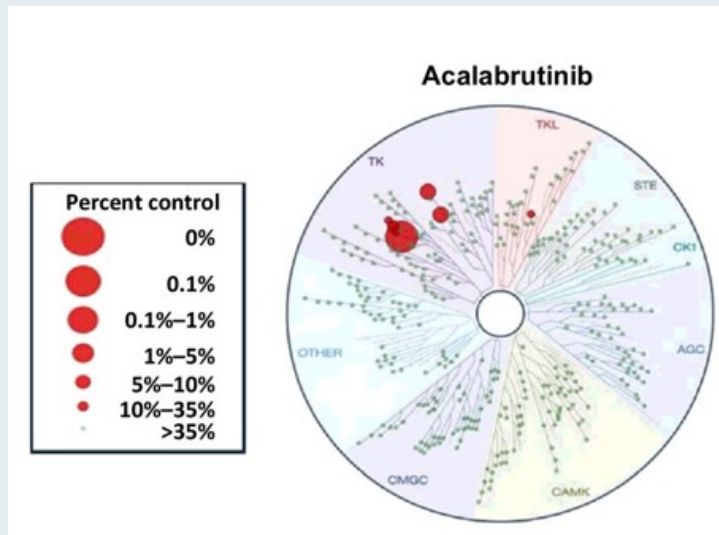 Acalabrutinib
Percent control
0%
0.1%
0.1%–1%
1%–5%
5%–10%
10%–35%
>35%
TK
TKL
STE
CK1
AGC
CAMK
CMGC
OTHER